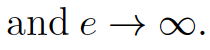 and e → ∞.